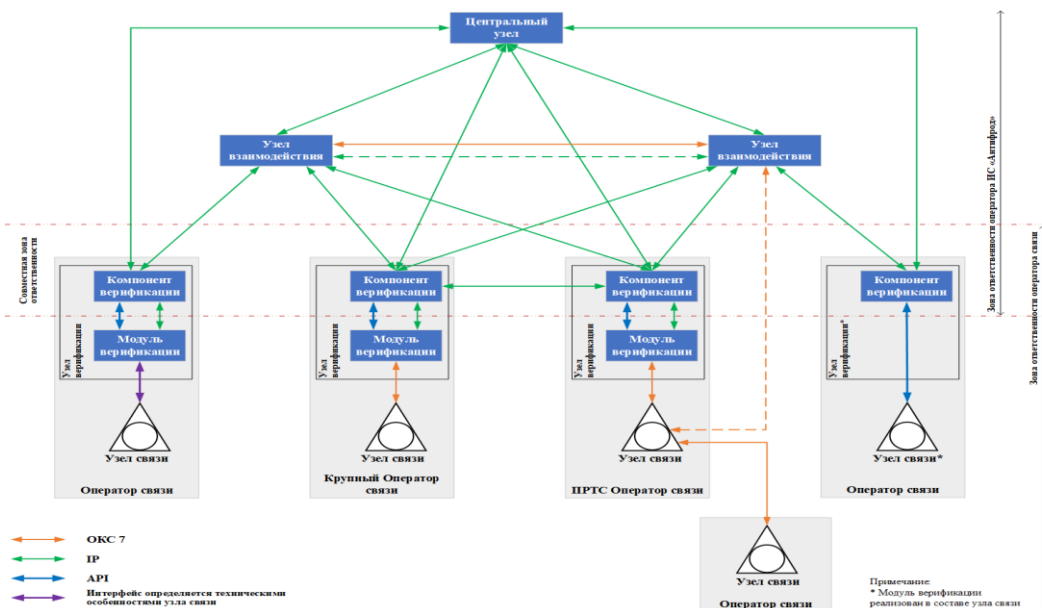 Центральный
узел
Узел
взаимодействия
Узел
взаимодействия
Зона ответственности оператора ИС «Антифрод»
Зона ответственности оператора связи
Совместная зона
ответственности
Компонент
верификации
Модуль
верификации
Узел
верификации
Узел связи
Оператор связи
Компонент
верификации
Модуль
верификации
Узел
верификации
Узел связи
Крупный Оператор
связи
Компонент
верификации
Модуль
верификации
Узел
верификации
Узел связи
ПРТС Оператор связи
Компонент
верификации
Узел
верификации*
Узел связи*
Оператор связи
Узел связи
Оператор связи
ОКС 7
IP
API
Интерфейс определяется техническими
особенностями узла связи
Примечание:
* Модуль верификации
реализован в составе узла связи